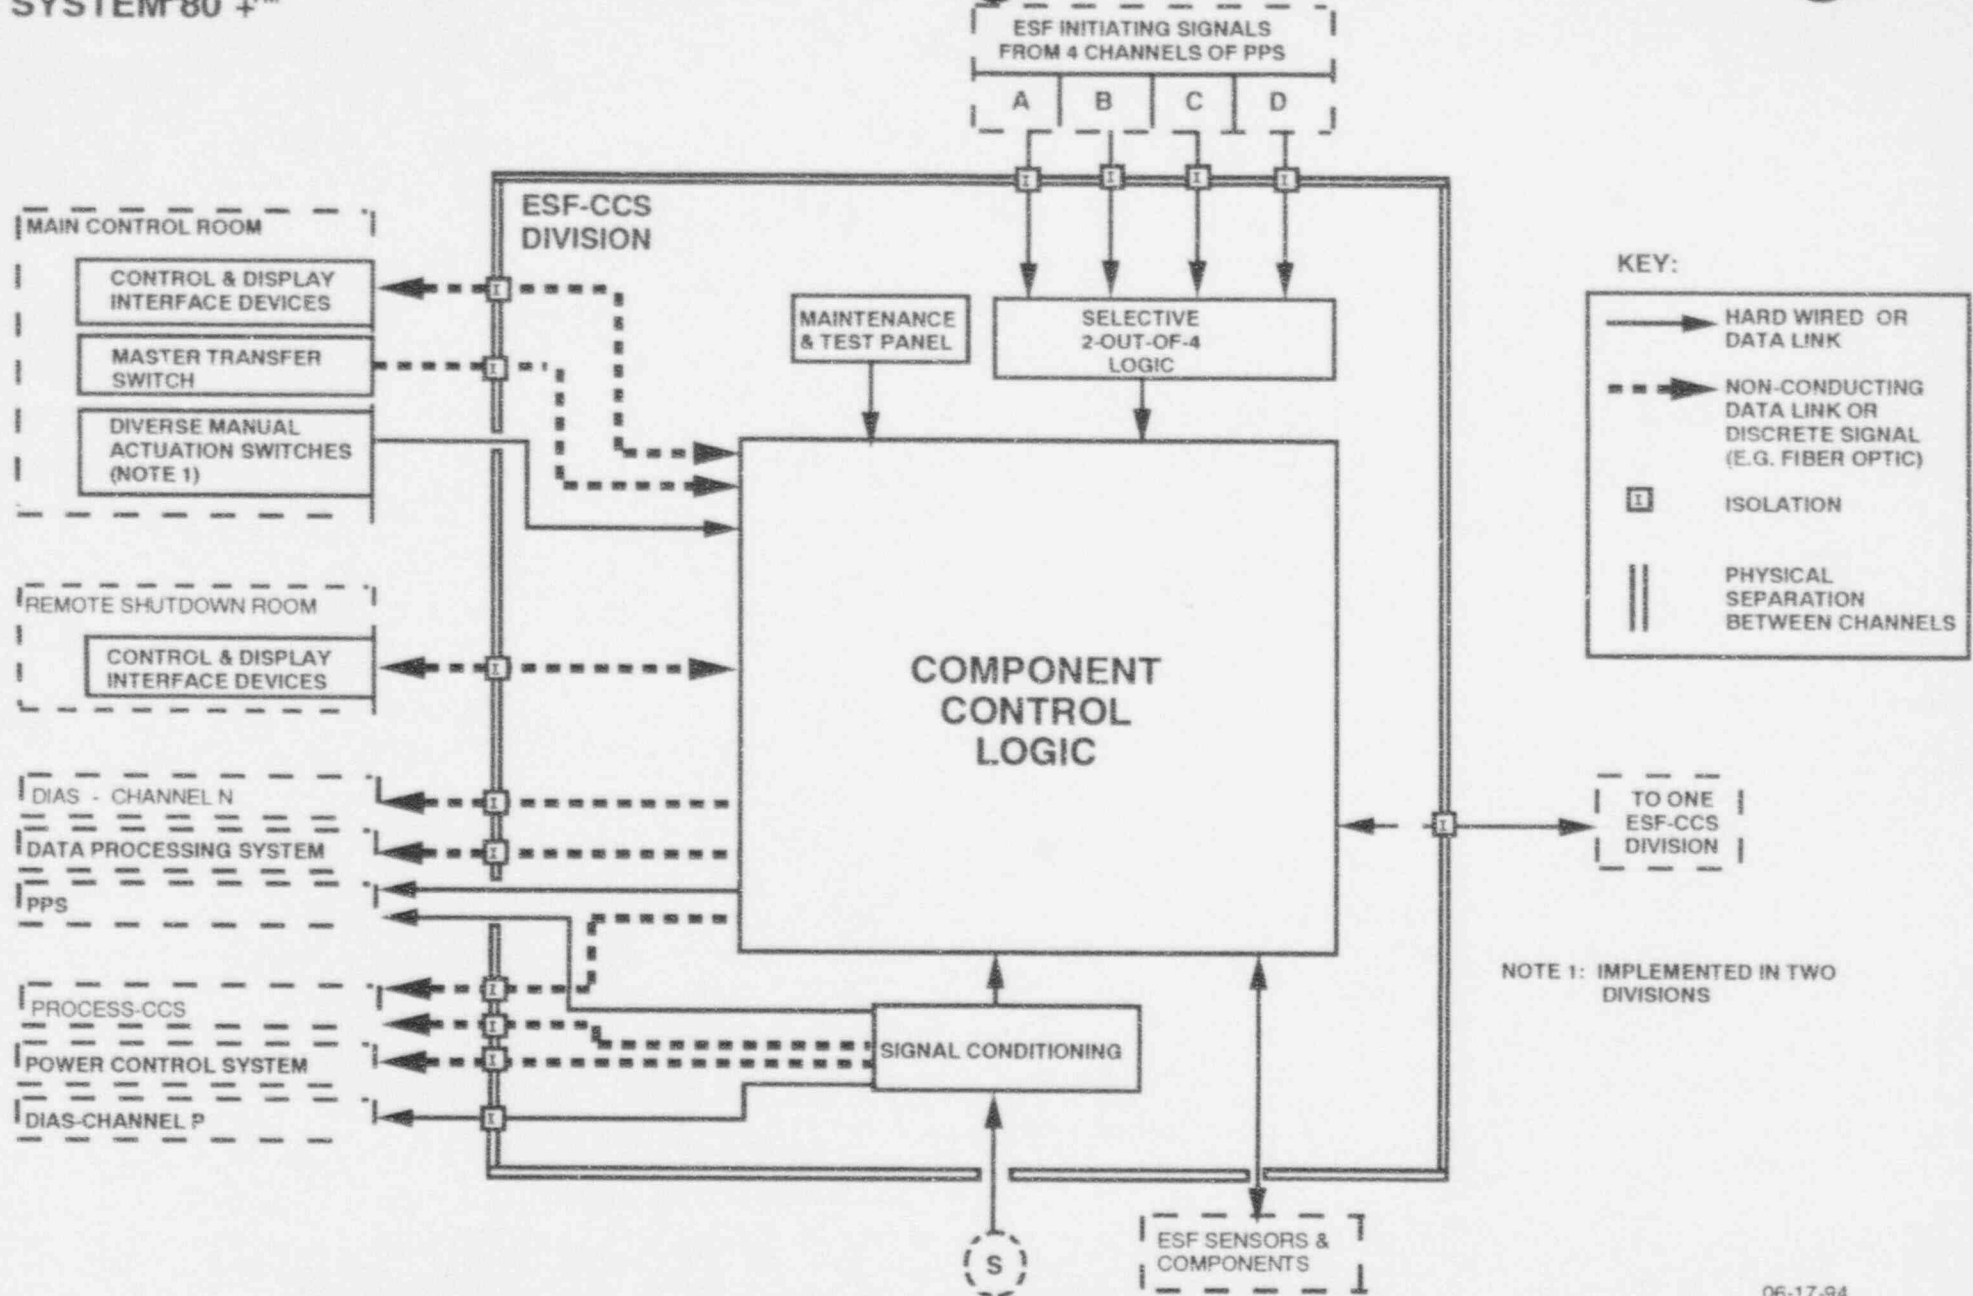 SYSTEM 80 +™
ESF INITIATING SIGNALS
FROM 4 CHANNELS OF PPS
A B C D
I I I I
ESF-CCS
DIVISION
MAIN CONTROL ROOM
CONTROL & DISPLAY
INTERFACE DEVICES
I
MASTER TRANSFER
SWITCH
I
DIVERSE MANUAL
ACTUATION SWITCHES
(NOTE 1)
MAINTENANCE
& TEST PANEL
SELECTIVE
2-OUT-OF-4
LOGIC
KEY:
HARD WIRED OR
DATA LINK
NON-CONDUCTING
DATA LINK OR
DISCRETE SIGNAL
(E.G. FIBER OPTIC)
I ISOLATION
PHYSICAL
SEPARATION
BETWEEN CHANNELS
REMOTE SHUTDOWN ROOM
CONTROL & DISPLAY
INTERFACE DEVICES
I
COMPONENT
CONTROL
LOGIC
DIAS - CHANNEL N
I
DATA PROCESSING SYSTEM
I
PPS
I
TO ONE
ESF-CCS
DIVISION
PROCESS-CCS
I
I
POWER CONTROL SYSTEM
I
DIAS-CHANNEL P
I
SIGNAL CONDITIONING
NOTE 1: IMPLEMENTED IN TWO
DIVISIONS
S
ESF SENSORS &
COMPONENTS
06-17-94